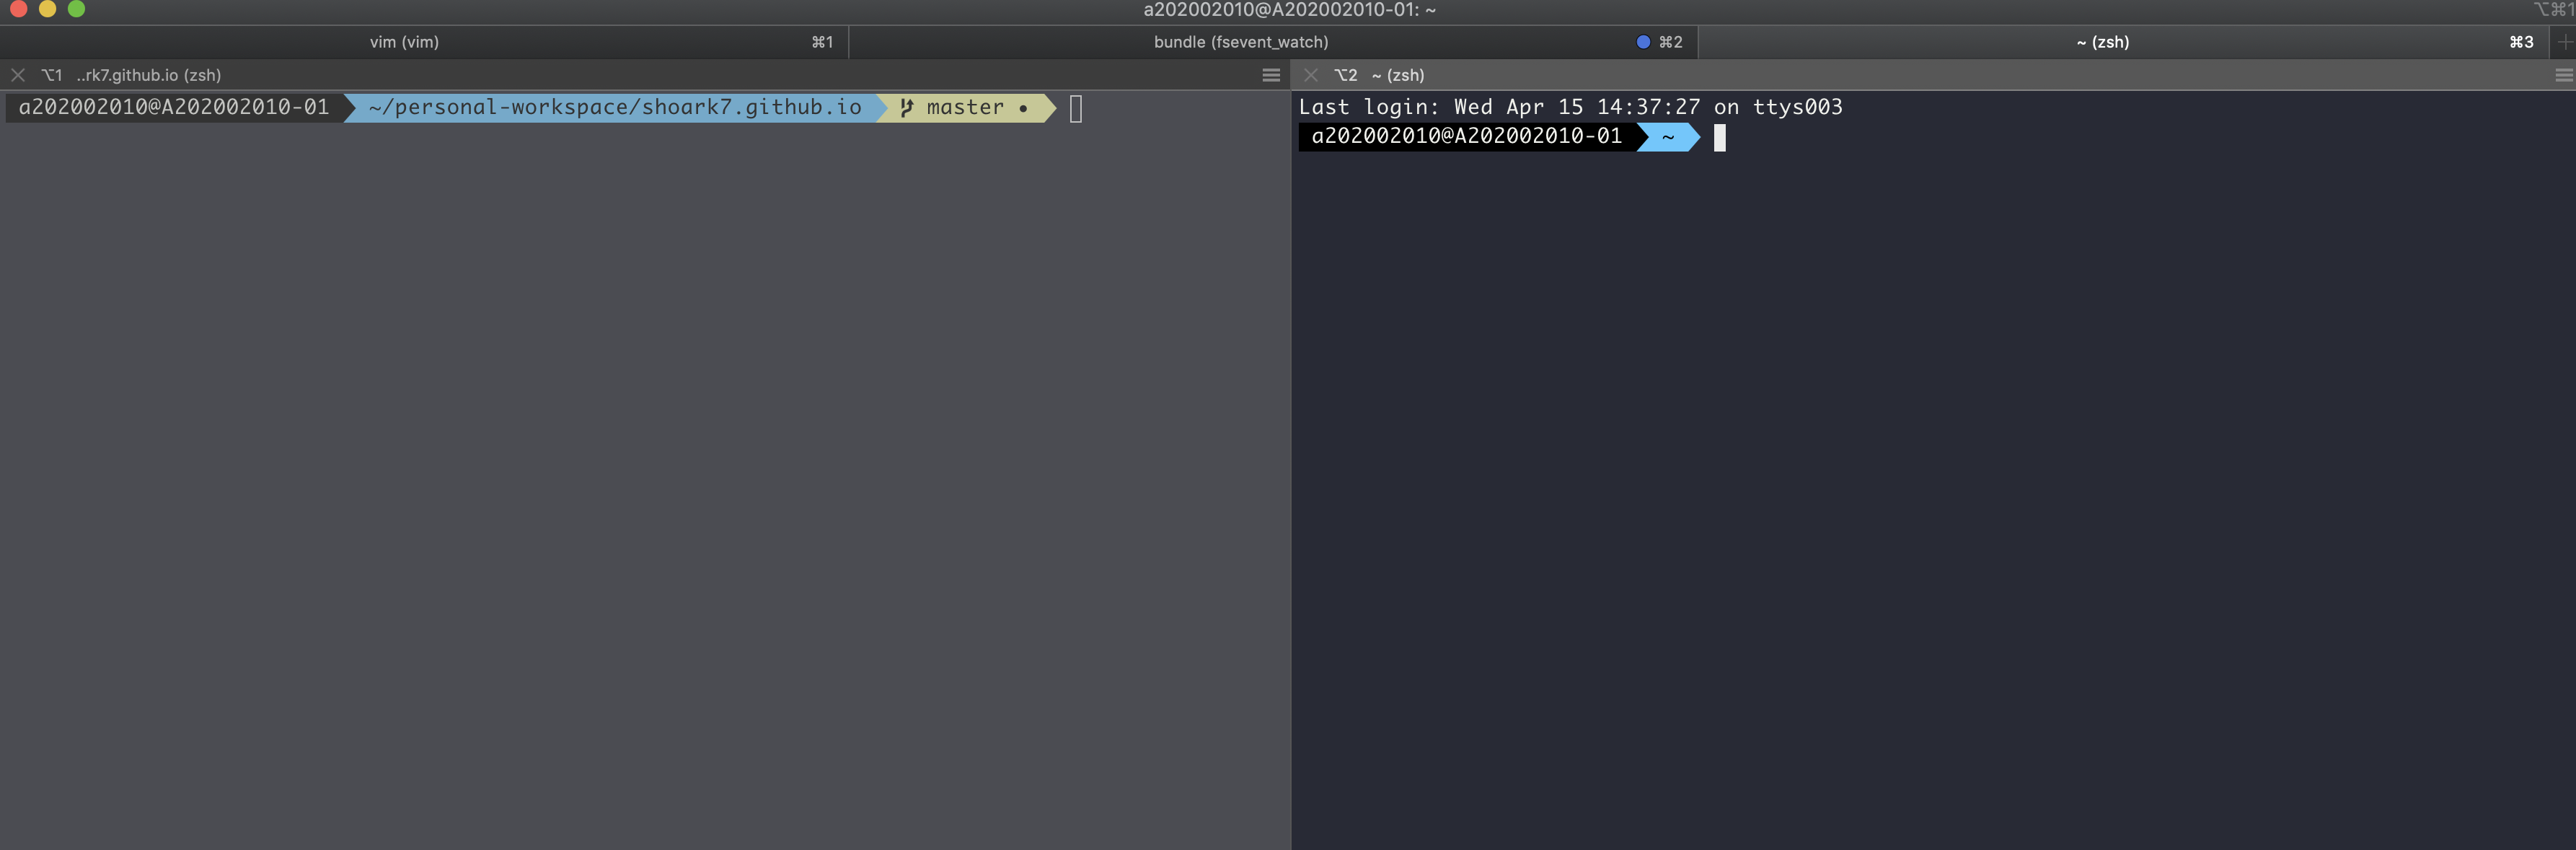 a202002010@A202002010-01: ~
⌥⌘1
vim (vim) ⌘1
bundle (fsevent_watch) ⌘2
~ (zsh) ⌘3
⌥1 ..rk7.github.io (zsh)
a202002010@A202002010-01 ~/personal-workspace/shoark7.github.io master •
⌥2 ~ (zsh)
Last login: Wed Apr 15 14:37:27 on ttys003
a202002010@A202002010-01 ~